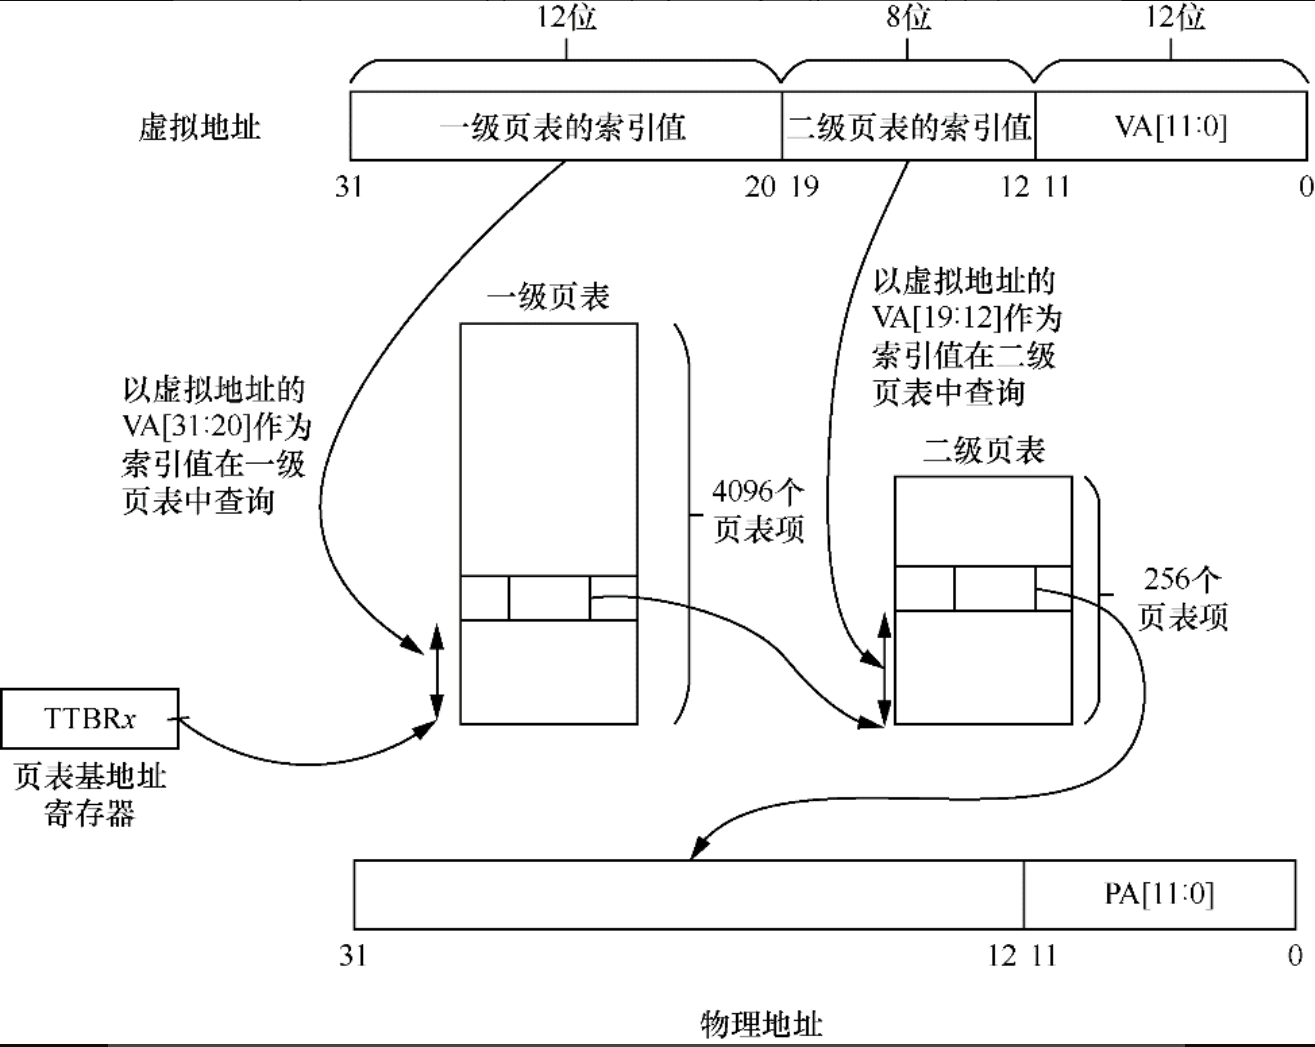 12位
8位
12位
虚拟地址
一级页表的索引值
二级页表的索引值
VA[11:0]
31
20
19
12
11
0
以虚拟地址的
VA[31:20]作为
索引值在一级
页表中查询
一级页表
4096个
页表项
以虚拟地址的
VA[19:12]作为
索引值在二级
页表中查询
二级页表
256个
页表项
TTBRx
页表基地址
寄存器
PA[11:0]
31
12
11
0
物理地址